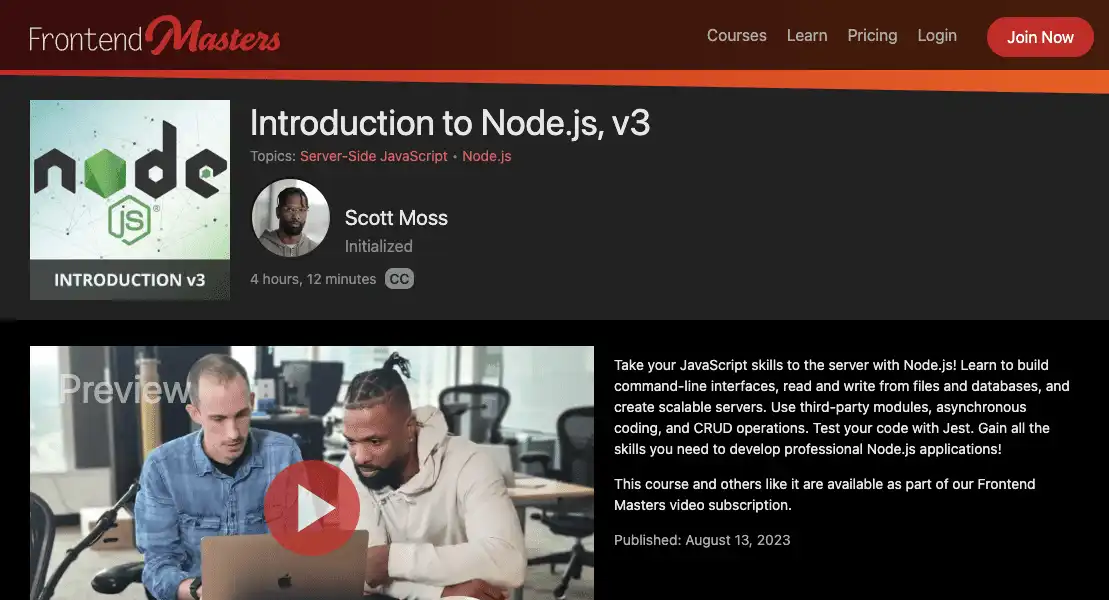 Frontend Masters
Courses Learn Pricing Login Join Now
node
JS®
INTRODUCTION v3
Introduction to Node.js, v3
Topics: Server-Side JavaScript • Node.js
Scott Moss
Initialized
4 hours, 12 minutes CC
Preview
Take your JavaScript skills to the server with Node.js! Learn to build
command-line interfaces, read and write from files and databases, and
create scalable servers. Use third-party modules, asynchronous
coding, and CRUD operations. Test your code with Jest. Gain all the
skills you need to develop professional Node.js applications!
This course and others like it are available as part of our Frontend
Masters video subscription.
Published: August 13, 2023